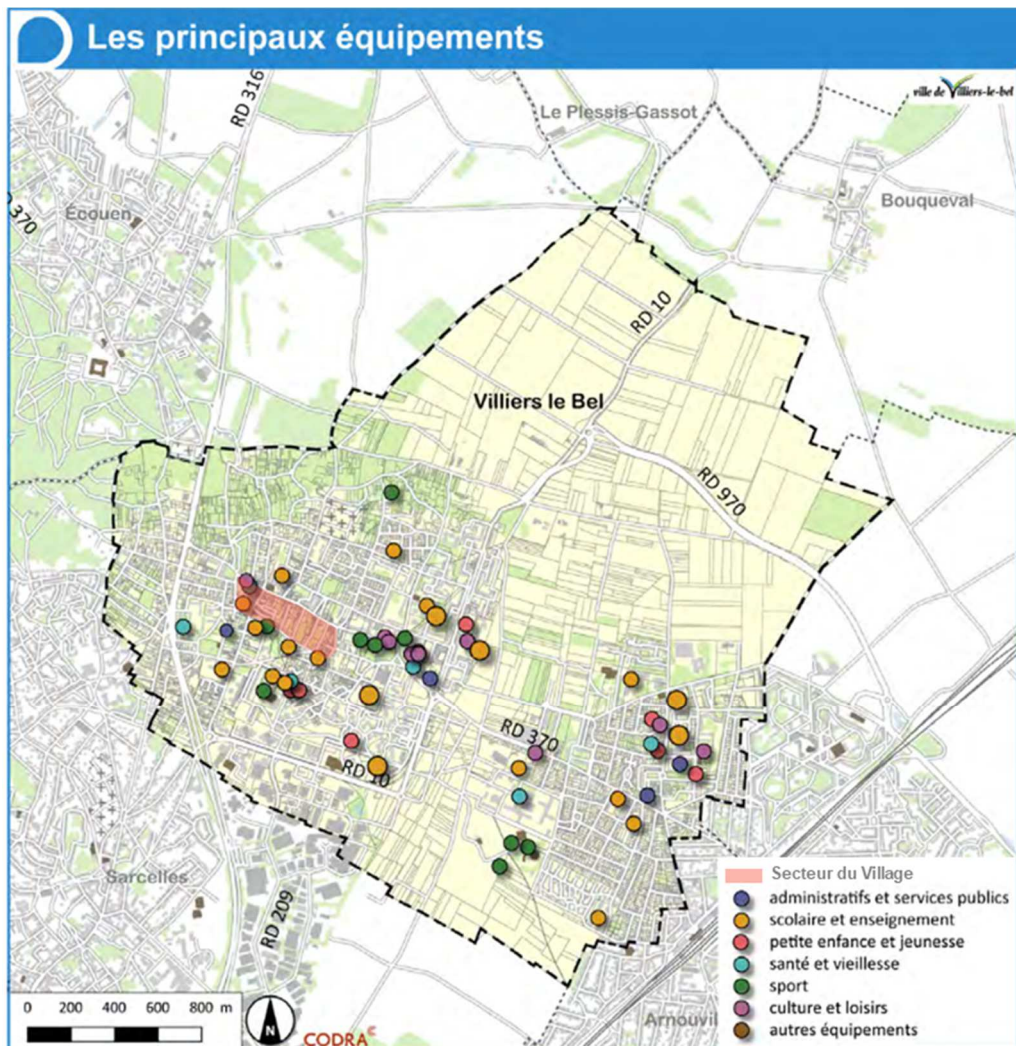 Les principaux équipements
ville de Villiers-le-bel
RD 316
Le Plessis-Gassot
Écouen
Bouqueval
370
RD 10
Villiers le Bel
RD 970
RD 370
RD 10
Sarcelles
RD 209
Secteur du Village
administratifs et services publics
scolaire et enseignement
petite enfance et jeunesse
santé et vieillesse
sport
culture et loisirs
autres équipements
0 200 400 600 800 m
N
CODRA
Arnouvil